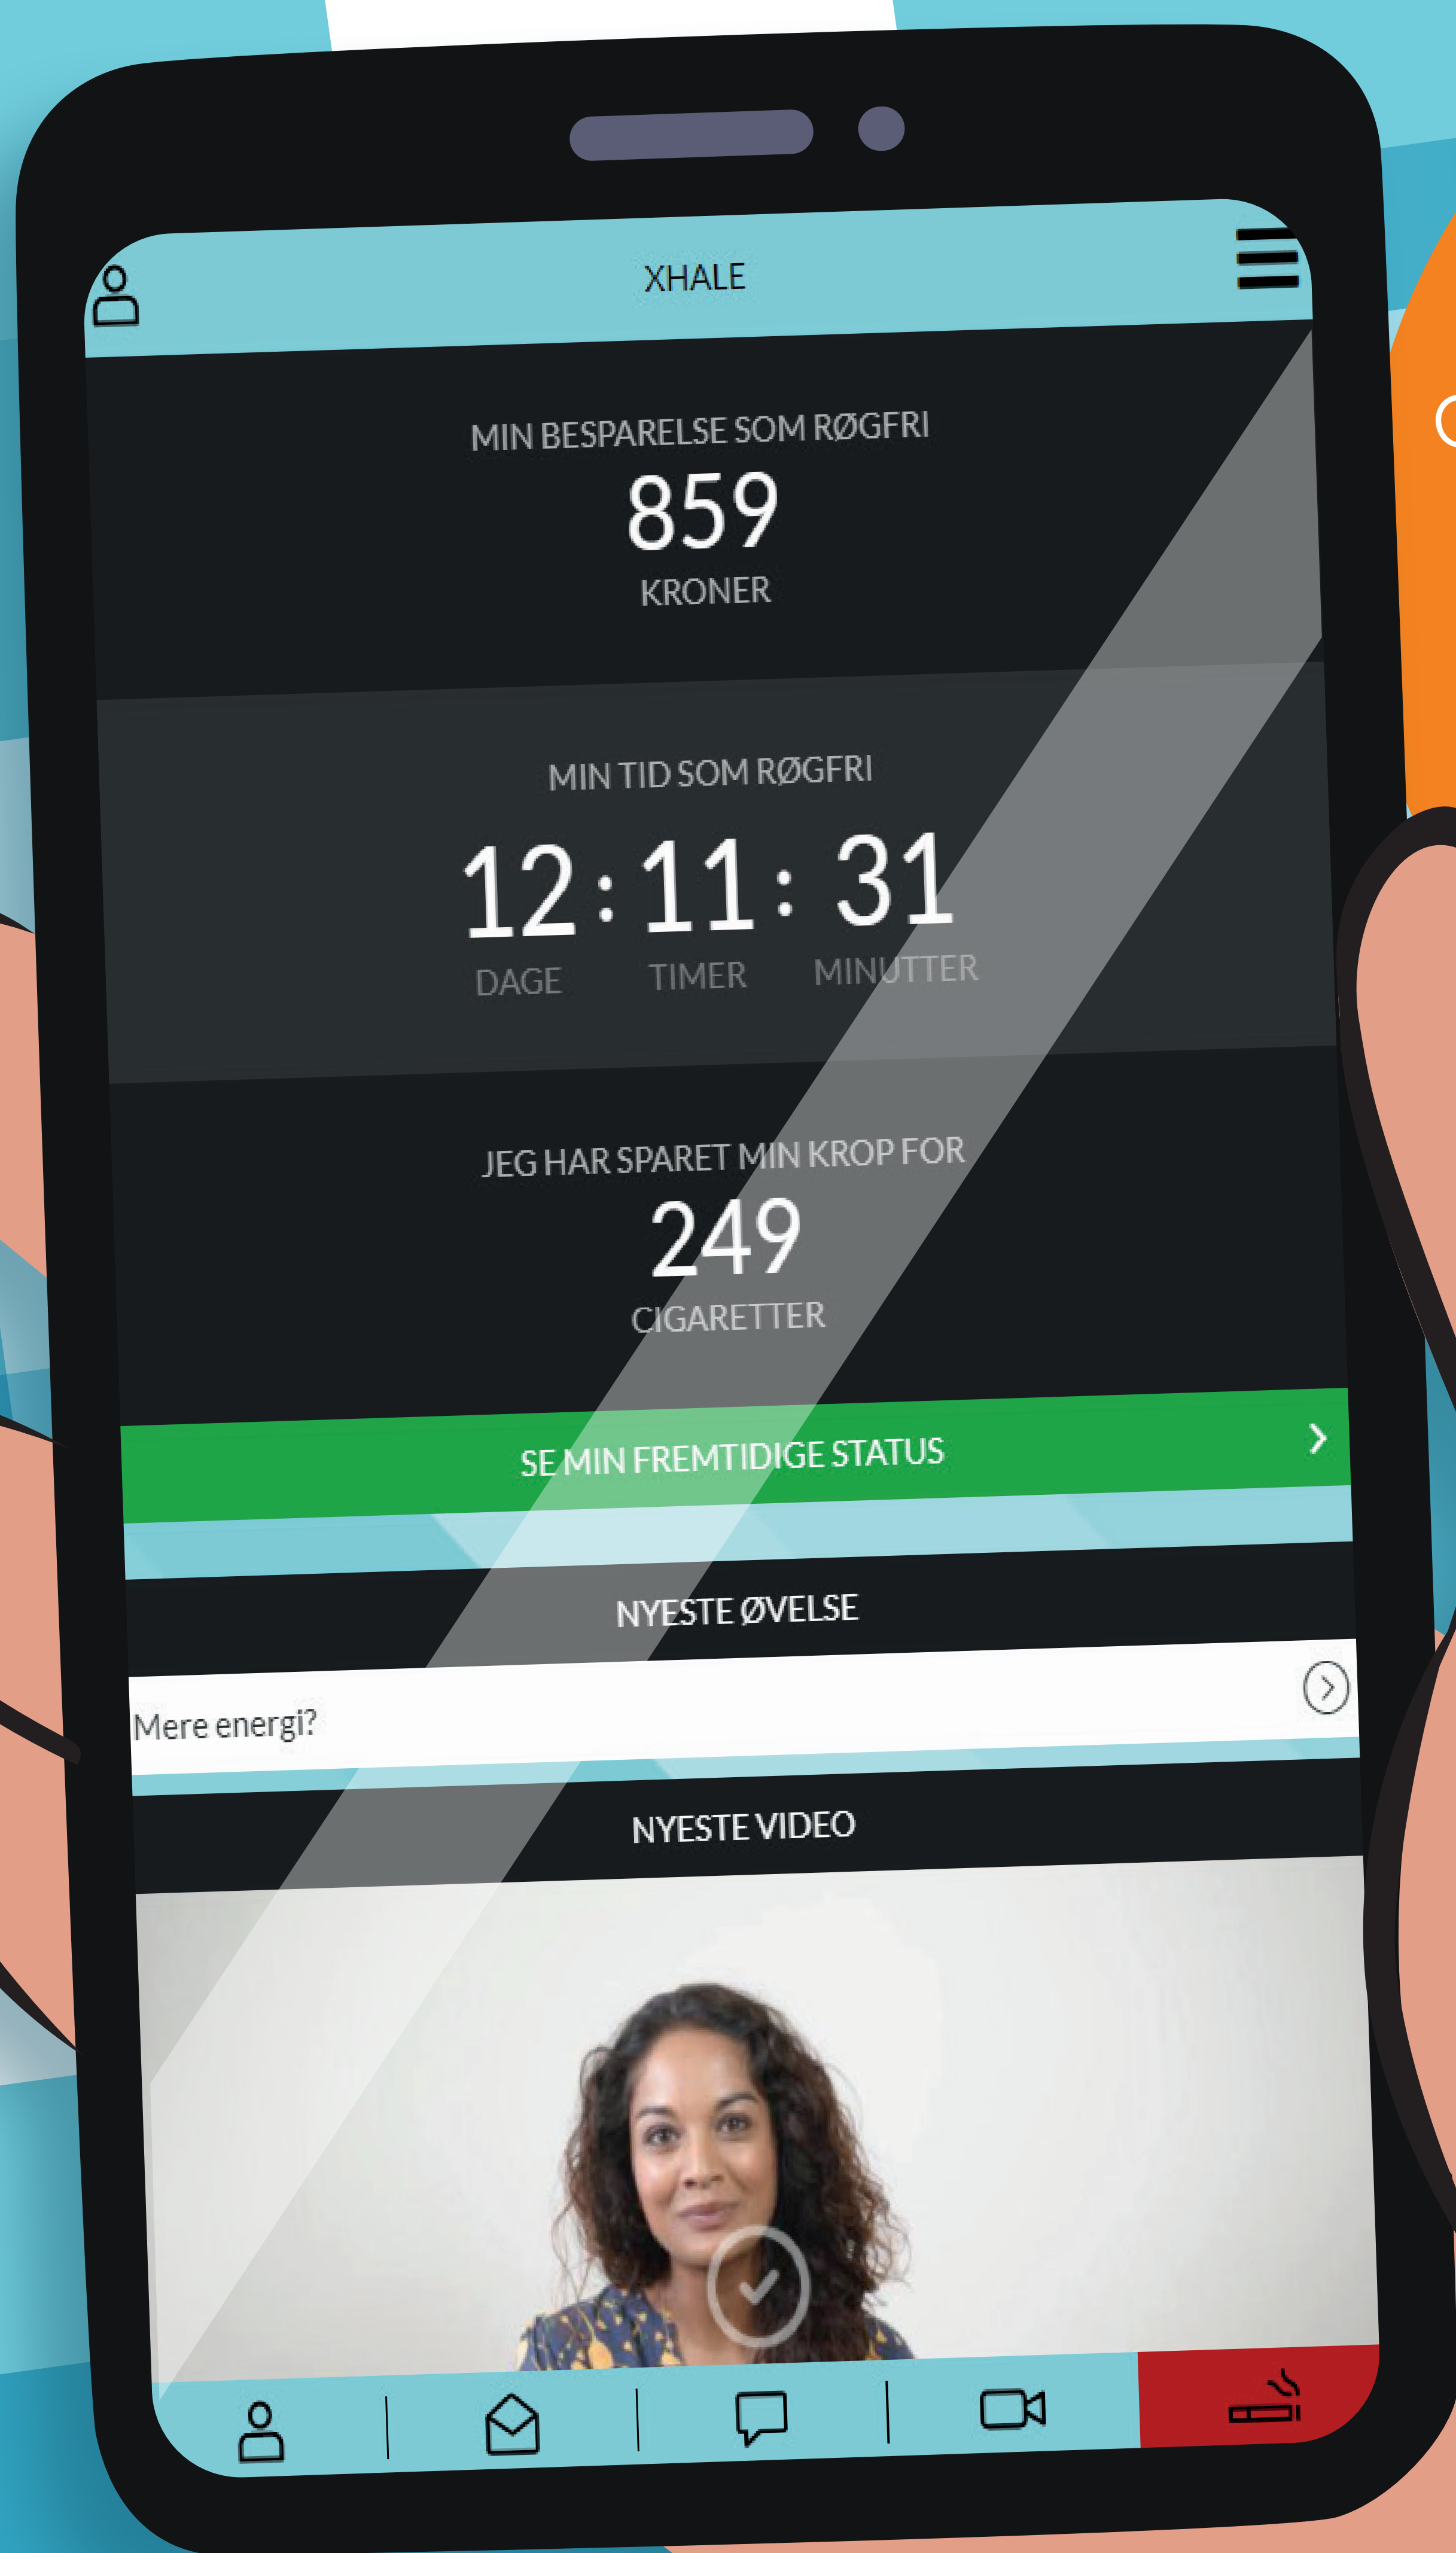 XHALE
MIN BESPARELSE SOM RØGFRI
859
KRONER
MIN TID SOM RØGFRI
12 : 11 : 31
DAGE TIMER MINUTTER
JEG HAR SPARET MIN KROP FOR
249
CIGARETTER
SE MIN FREMTIDIGE STATUS
NYESTE ØVELSE
Mere energi?
NYESTE VIDEO